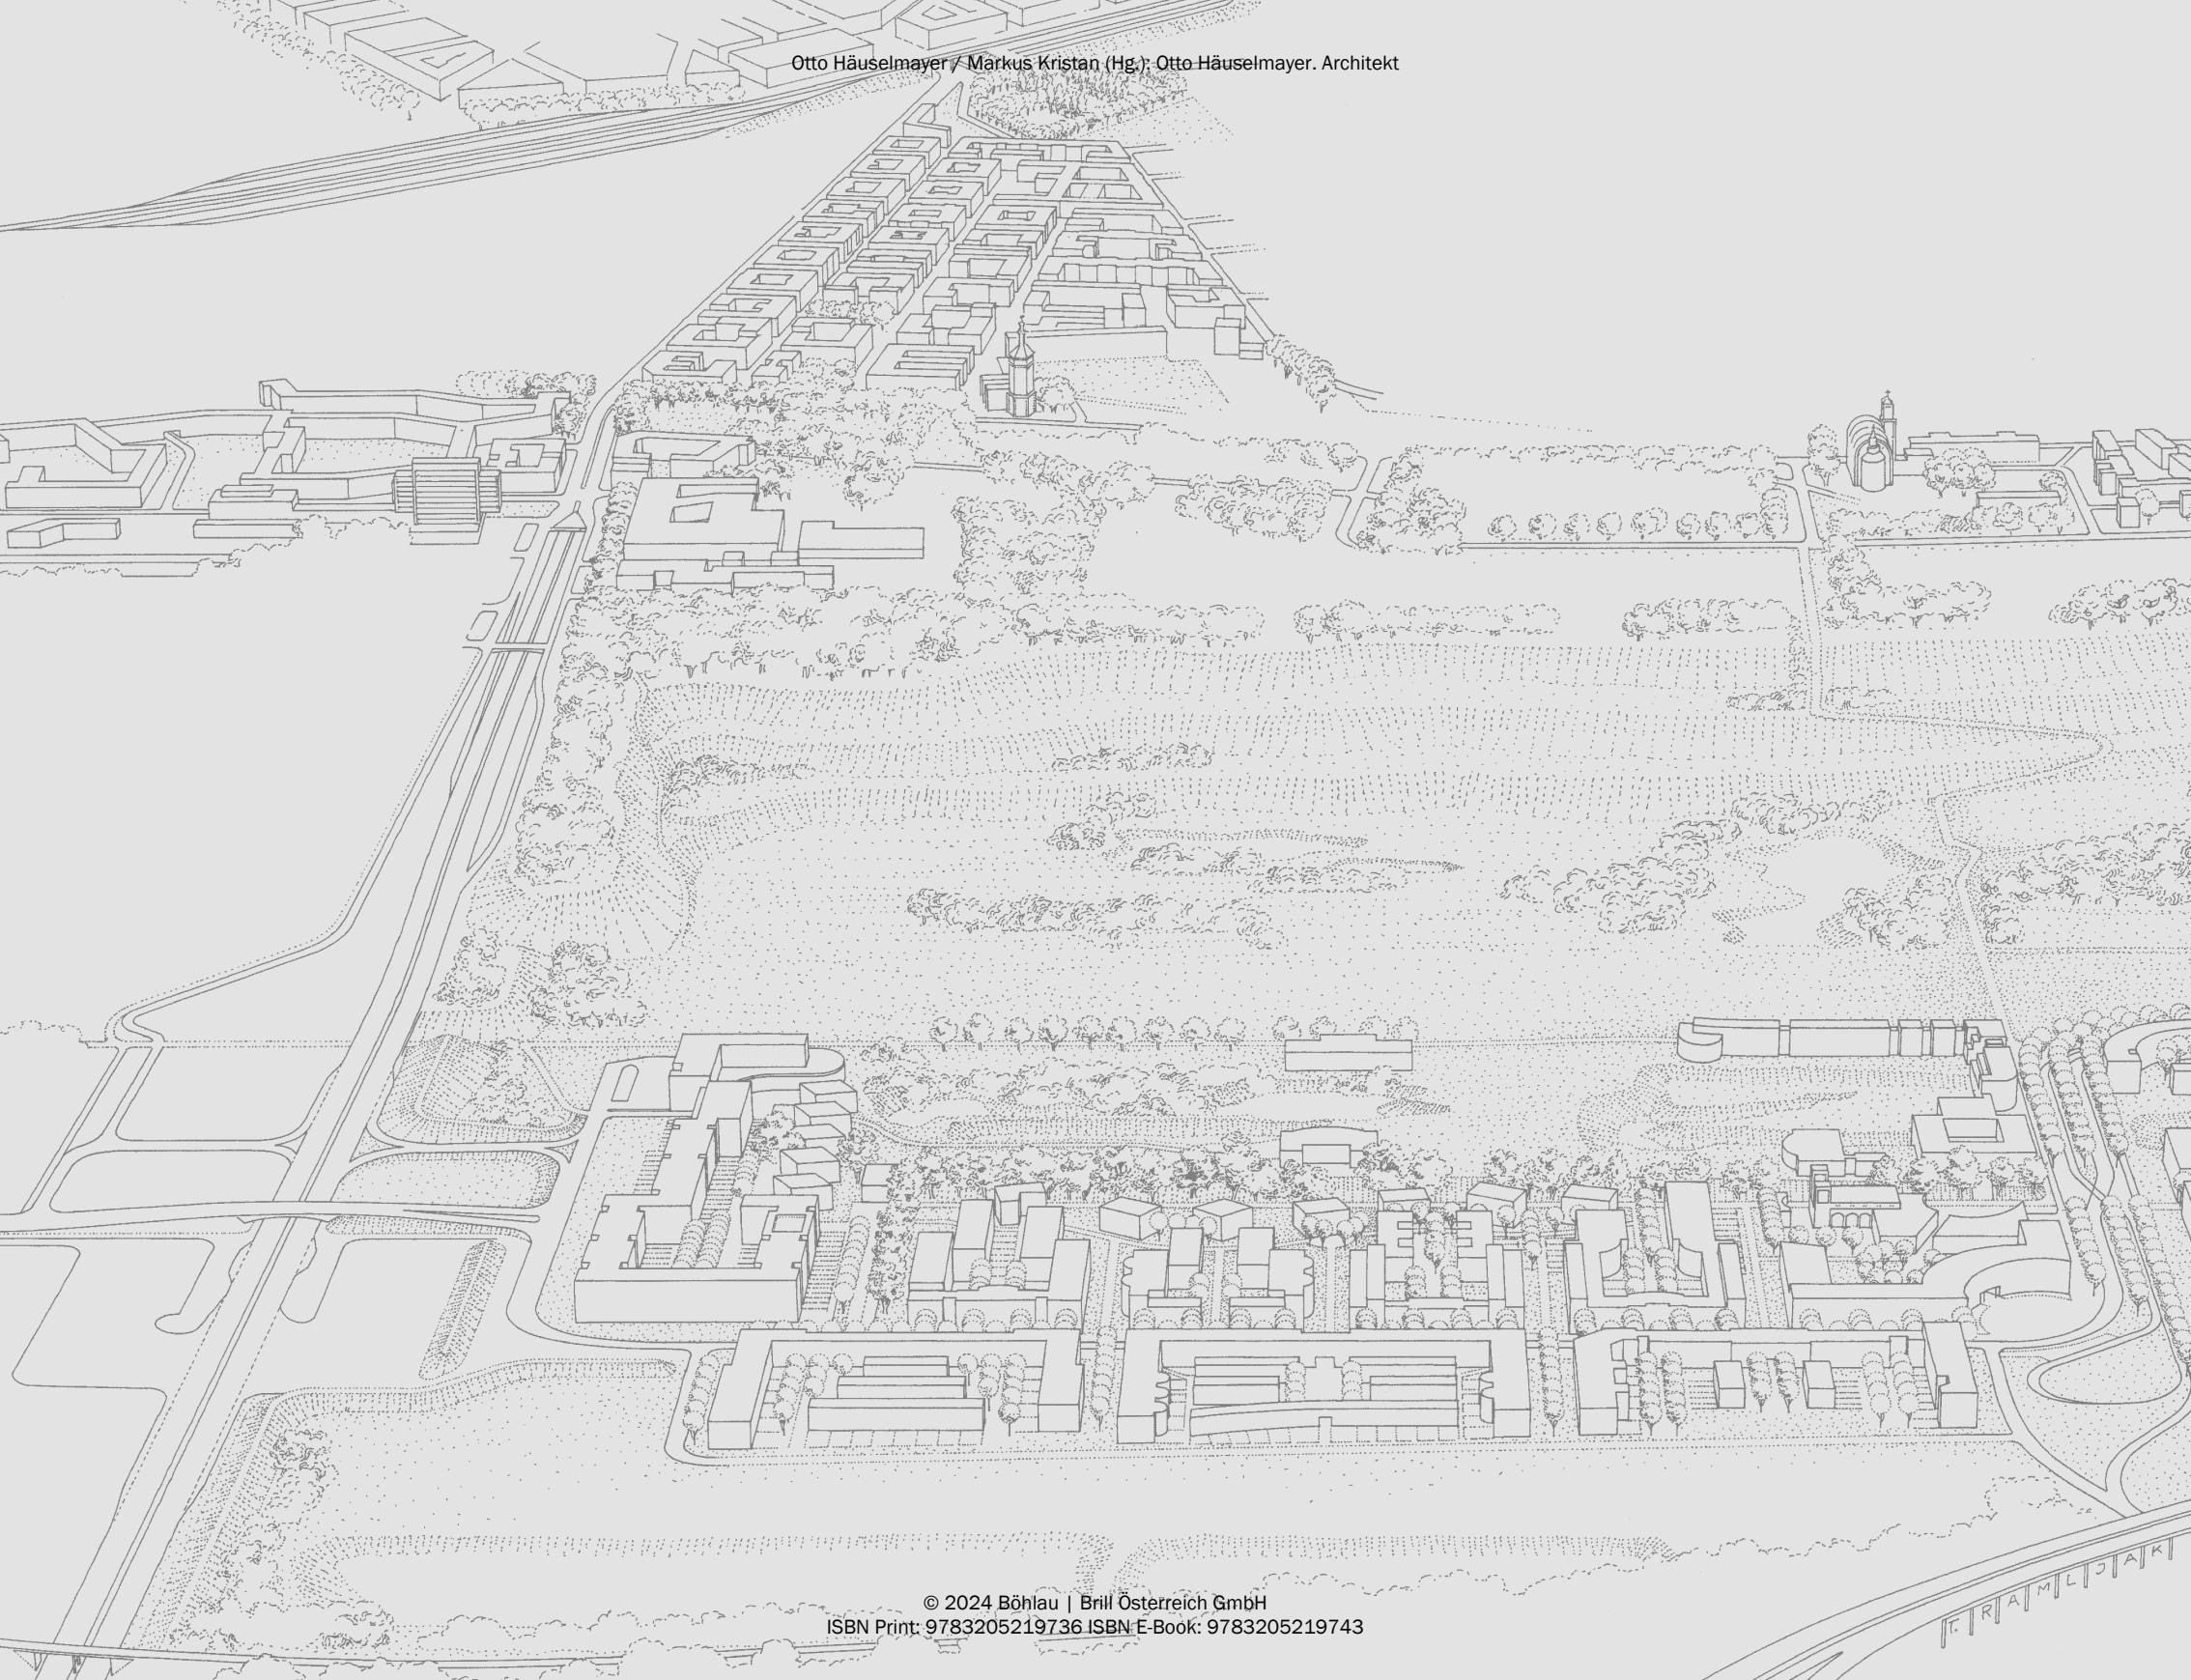 Otto Häuselmayer / Markus Kristan (Hg.): Otto Häuselmayer. Architekt
© 2024 Böhlau | Brill Österreich GmbH
ISBN Print: 9783205219736 ISBN E-Book: 9783205219743
T. RAMLJAK